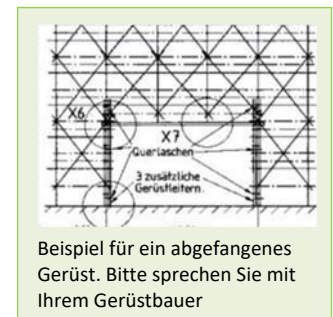 X6
X7
Querlaschen
3 zusätzliche
Gerüstleitern
Beispiel für ein abgefangenes
Gerüst. Bitte sprechen Sie mit
Ihrem Gerüstbauer